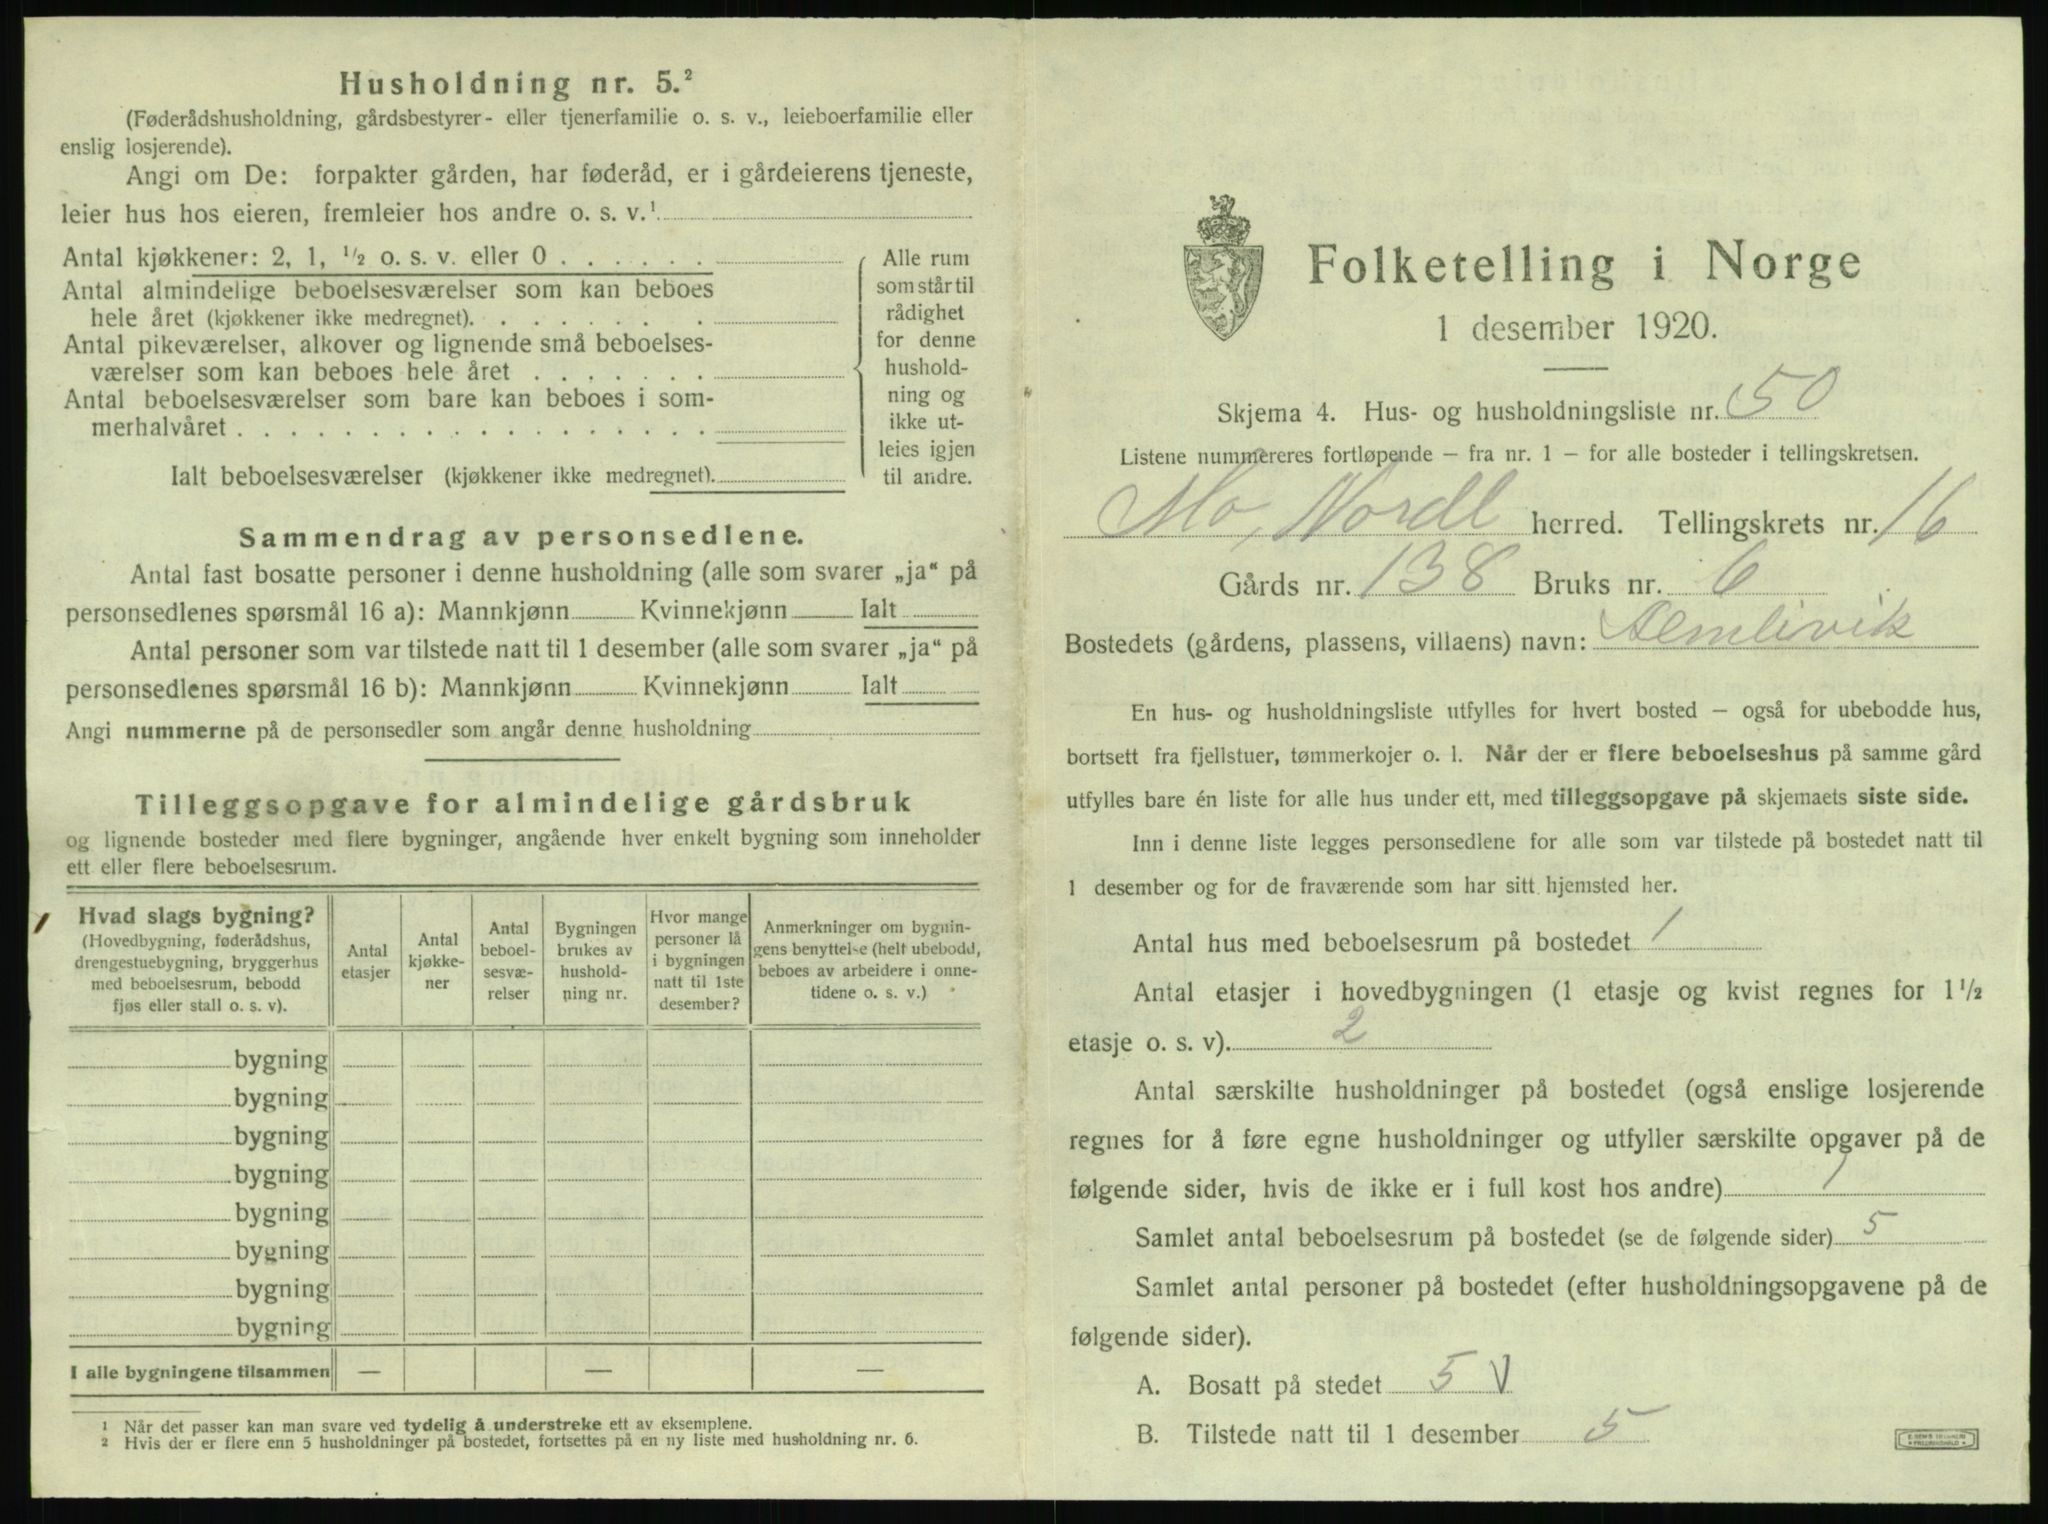 Husholdning nr. 5.²
(Føderådshusholdning, gårdsbestyrer- eller tjenerfamilie o. s. v., leieboerfamilie eller
enslig losjerende).
Angi om De: forpakter gården, har føderåd, er i gårdeierens tjeneste,
leier hus hos eieren, fremleier hos andre o. s. v.¹
Antal kjøkkener: 2, 1, ½ o. s. v. eller 0 . . . . . .
Antal almindelige beboelsesværelser som kan beboes
hele året (kjøkkener ikke medregnet). . . . . . . .
Antal pikeværelser, alkover og lignende små beboelses-
værelser som kan beboes hele året . . . . . . .
Antal beboelsesværelser som bare kan beboes i som-
merhalvåret . . . . . . . . . . . . . . . . . .
Ialt beboelsesværelser (kjøkkener ikke medregnet).
Alle rum
som står til
rådighet
for denne
hushold-
ning og
ikke ut-
leies igjen
til andre.
Sammendrag av personsedlene.
Antal fast bosatte personer i denne husholdning (alle som svarer „ja“ på
personsedlenes spørsmål 16 a): Mannkjønn Kvinnekjønn Ialt
Antal personer som var tilstede natt til 1 desember (alle som svarer „ja“ på
personsedlenes spørsmål 16 b): Mannkjønn Kvinnekjønn Ialt
Angi nummerne på de personsedler som angår denne husholdning
Tilleggsopgave for almindelige gårdsbruk
og lignende bosteder med flere bygninger, angående hver enkelt bygning som inneholder
ett eller flere beboelsesrum.
Hvad slags bygning?
(Hovedbygning, føderådshus,
drengestuebygning, bryggerhus
med beboelsesrum, bebodd
fjøs eller stall o. s. v).
Antal
etasjer
Antal
kjøkke-
ner
Antal
beboel-
sesvæ-
relser
Bygningen
brukes av
hushold-
ning nr.
Hvor mange
personer lå
i bygningen
natt til 1ste
desember?
Anmerkninger om bygnin-
gens benyttelse (helt ubebodd,
beboes av arbeidere i onne-
tidene o. s. v.)
bygning
bygning
bygning
bygning
bygning
bygning
bygning
bygning
I alle bygningene tilsammen — — —
¹ Når det passer kan man svare ved tydelig å understreke ett av eksemplene.
² Hvis der er flere enn 5 husholdninger på bostedet, fortsettes på en ny liste med husholdning nr. 6.
Folketelling i Norge
1 desember 1920.
Skjema 4. Hus- og husholdningsliste nr. 50
Listene nummereres fortløpende – fra nr. 1 – for alle bosteder i tellingskretsen.
Mo, Nordl herred. Tellingskrets nr. 16
Gårds nr. 138 Bruks nr. 6
Bostedets (gårdens, plassens, villaens) navn: Almlivik
En hus- og husholdningsliste utfylles for hvert bosted – også for ubebodde hus,
bortsett fra fjellstuer, tømmerkojer o. l. Når der er flere beboelseshus på samme gård
utfylles bare én liste for alle hus under ett, med tilleggsopgave på skjemaets siste side.
Inn i denne liste legges personsedlene for alle som var tilstede på bostedet natt til
1 desember og for de fraværende som har sitt hjemsted her.
Antal hus med beboelsesrum på bostedet 1
Antal etasjer i hovedbygningen (1 etasje og kvist regnes for 1½
etasje o. s. v). 2
Antal særskilte husholdninger på bostedet (også enslige losjerende
regnes for å føre egne husholdninger og utfyller særskilte opgaver på de
følgende sider, hvis de ikke er i full kost hos andre) 1
Samlet antal beboelsesrum på bostedet (se de følgende sider) 5
Samlet antal personer på bostedet (efter husholdningsopgavene på de
følgende sider).
A. Bosatt på stedet 5 V
B. Tilstede natt til 1 desember 5